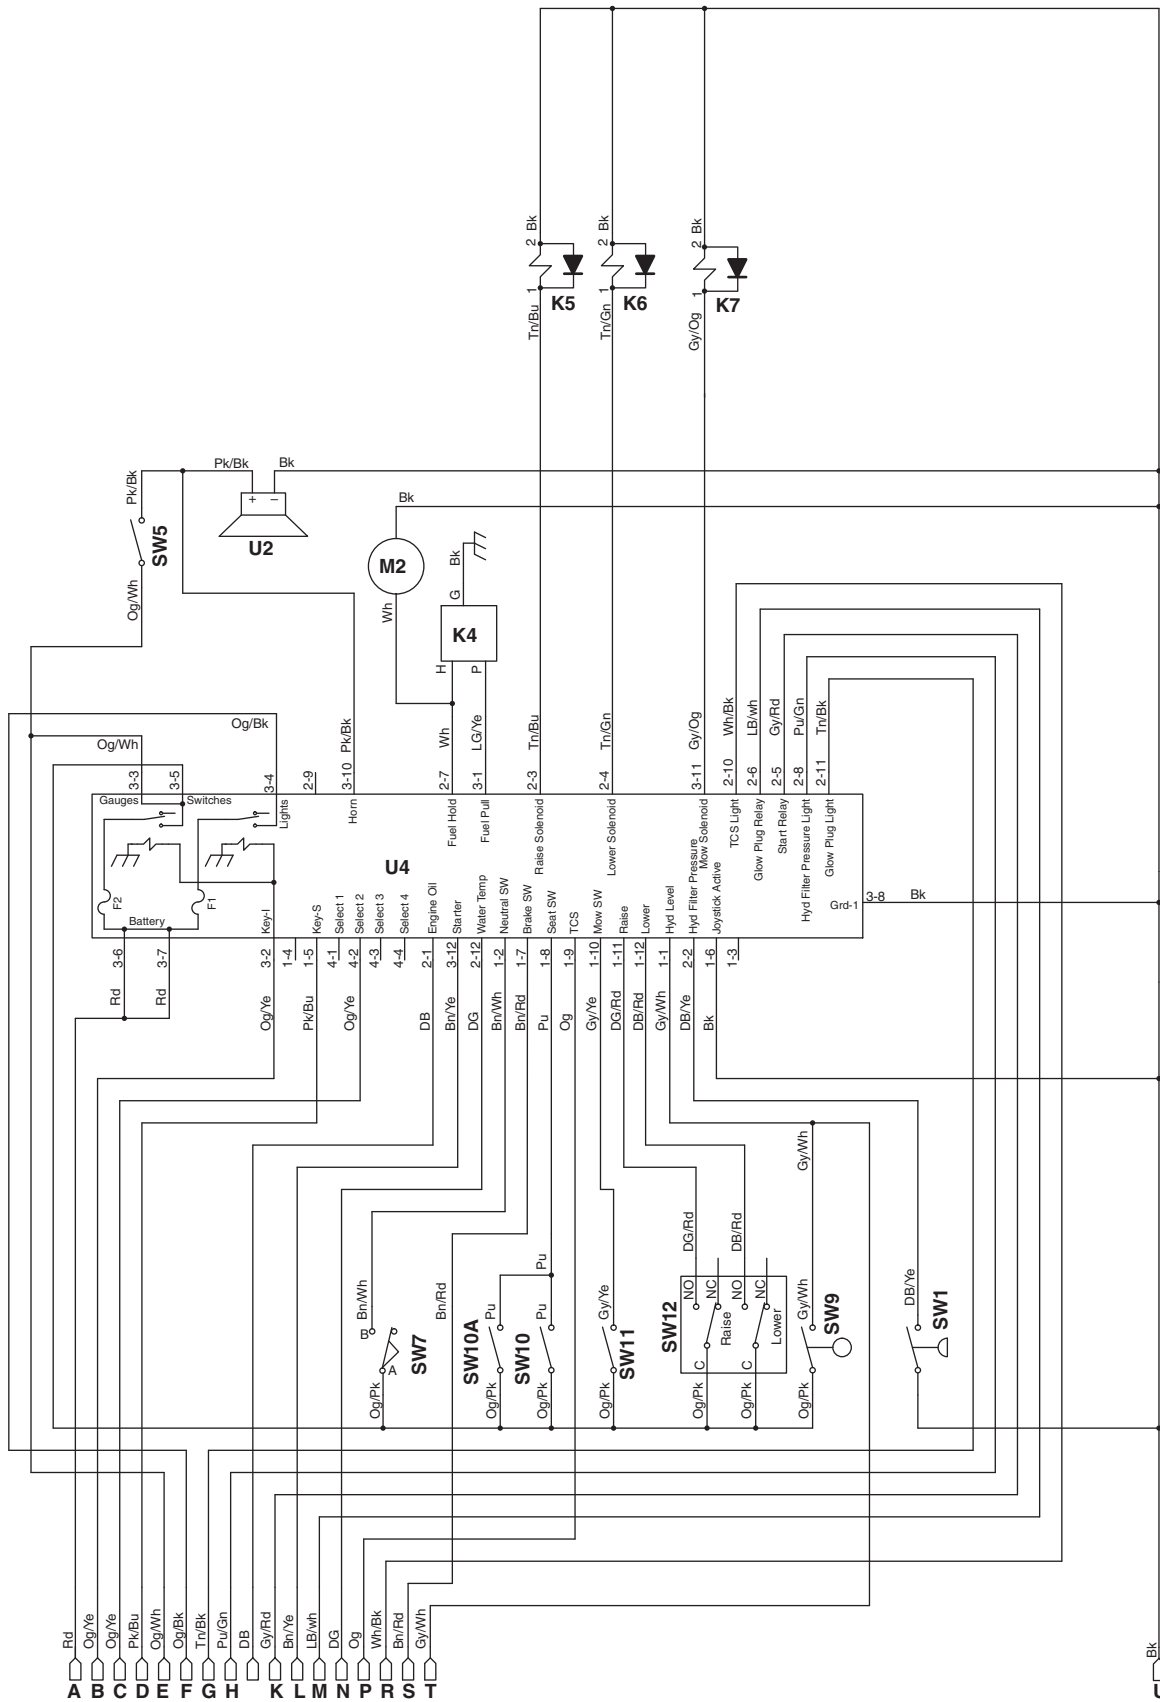 2 Bk
2 Bk
2 Bk
1
1
1
K5
K6
K7
Tn/Bu
Tn/Gn
Gy/Og
Pk/Bk
Pk/Bk
Bk
+ −
U2
SW5
Og/Wh
Bk
M2
Wh
Bk
G
K4
H
P
Og/Bk
Og/Wh
Pk/Bk
Wh
LG/Ye
Tn/Bu
Tn/Gn
Gy/Og
Wh/Bk
LB/wh
Gy/Rd
Pu/Gn
Tn/Bk
3-3
3-5
3-4
2-9
3-10
2-7
3-1
2-3
2-4
3-11
2-10
2-6
2-5
2-8
2-11
Gauges
Switches
Lights
Horn
Fuel Hold
Fuel Pull
Raise Solenoid
Lower Solenoid
Mow Solenoid
TCS Light
Glow Plug Relay
Start Relay
Hyd Filter Pressure Light
Glow Plug Light
U4
F2
F1
Battery
Grd-1
3-8
Bk
Key-I
Key-S
Select 1
Select 2
Select 3
Select 4
Engine Oil
Starter
Water Temp
Neutral SW
Brake SW
Seat SW
TCS
Mow SW
Raise
Lower
Hyd Level
Hyd Filter Pressure
Joystick Active
3-6
3-7
3-2
1-4
1-5
4-1
4-2
4-3
4-4
2-1
3-12
2-12
1-2
1-7
1-8
1-9
1-10
1-11
1-12
1-1
2-2
1-6
1-3
Rd
Rd
Og/Ye
Pk/Bu
Og/Ye
DB
Bn/Ye
DG
Bn/Wh
Bn/Rd
Pu
Og
Gy/Ye
DG/Rd
DB/Rd
Gy/Wh
DB/Ye
Bk
Gy/Wh
DG/Rd
DB/Rd
Pu
Bn/Wh
Bn/Rd
Pu
Pu
Gy/Ye
Gy/Wh
DB/Ye
B
A
SW7
SW10A
SW10
SW11
SW12
NO
NC
NO
NC
Raise
Lower
C
C
SW9
SW1
Og/Pk
Og/Pk
Og/Pk
Og/Pk
Og/Pk
Og/Pk
Og/Pk
Rd
Og/Ye
Og/Ye
Pk/Bu
Og/Wh
Og/Bk
Tn/Bk
Pu/Gn
DB
Gy/Rd
Bn/Ye
LB/wh
DG
Og
Wh/Bk
Bn/Rd
Gy/Wh
Bk
A B C D E F G H K L M N P R S T